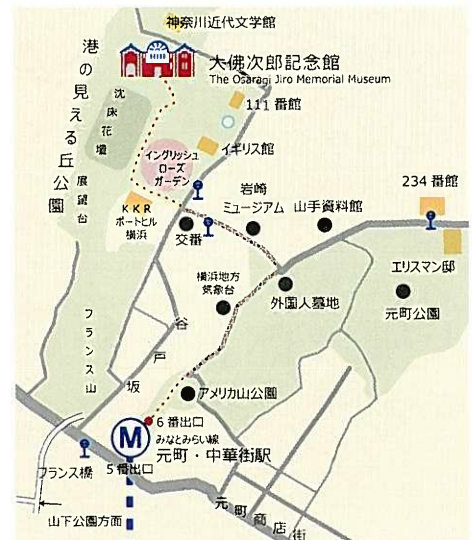 神奈川近代文学館
大佛次郎記念館
The Osaragi Jiro Memorial Museum
港の見える丘公園
沈床花壇
111番館
イギリス館
イングリッシュ
ローズ
ガーデン
展望台
KKR
ポートヒル
横浜
交番
岩崎
ミュージアム
山手資料館
234番館
エリスマン邸
元町公園
外国人墓地
横浜地方
気象台
フランス山
谷戸坂
アメリカ山公園
6番出口
M
みなとみらい線
元町・中華街駅
5番出口
フランス橋
山下公園方面
元町商店街